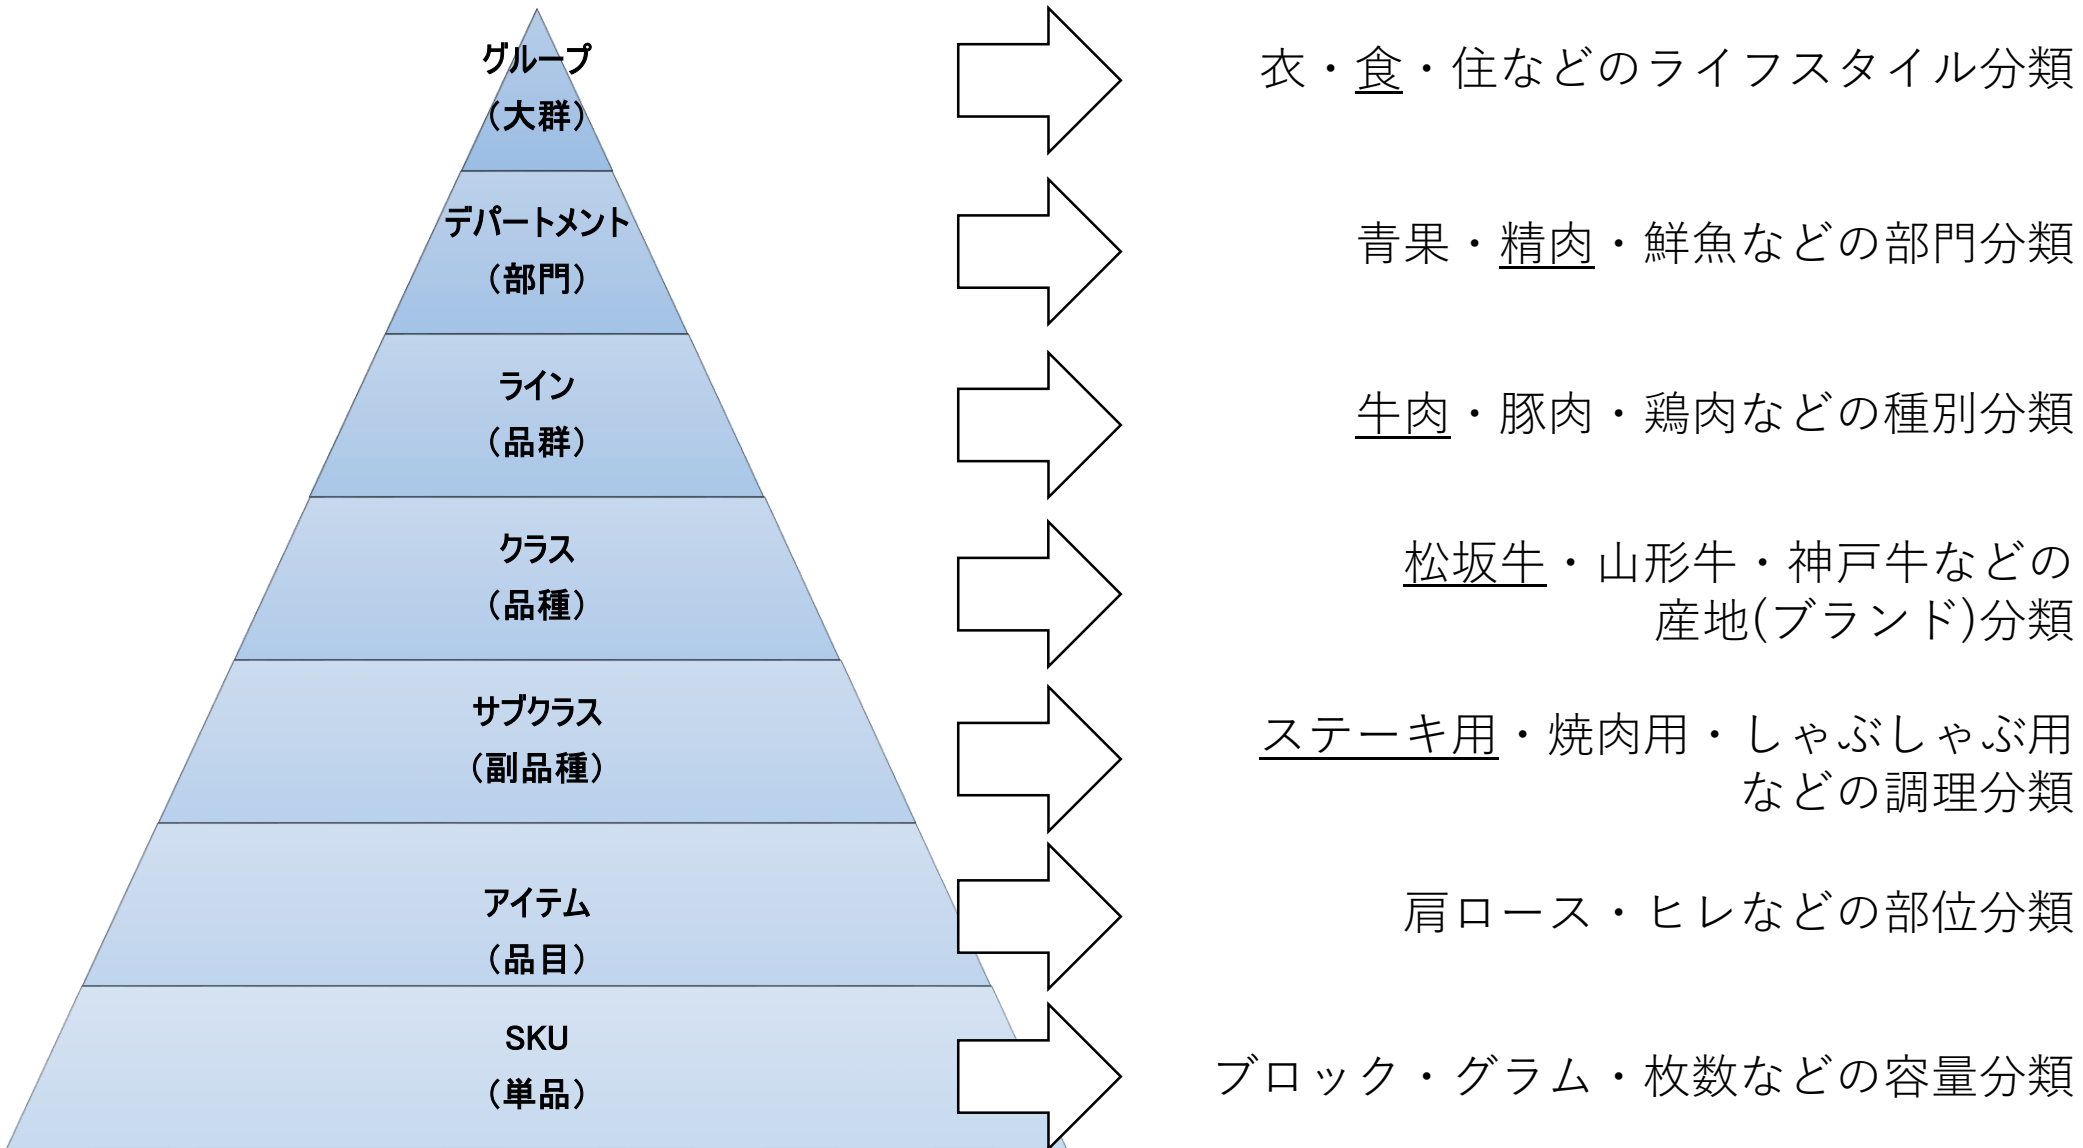 グループ
（大群）
衣・食・住などのライフスタイル分類
デパートメント
（部門）
青果・精肉・鮮魚などの部門分類
ライン
（品群）
牛肉・豚肉・鶏肉などの種別分類
クラス
（品種）
松坂牛・山形牛・神戸牛などの
産地(ブランド)分類
サブクラス
（副品種）
ステーキ用・焼肉用・しゃぶしゃぶ用
などの調理分類
アイテム
（品目）
肩ロース・ヒレなどの部位分類
SKU
（単品）
ブロック・グラム・枚数などの容量分類